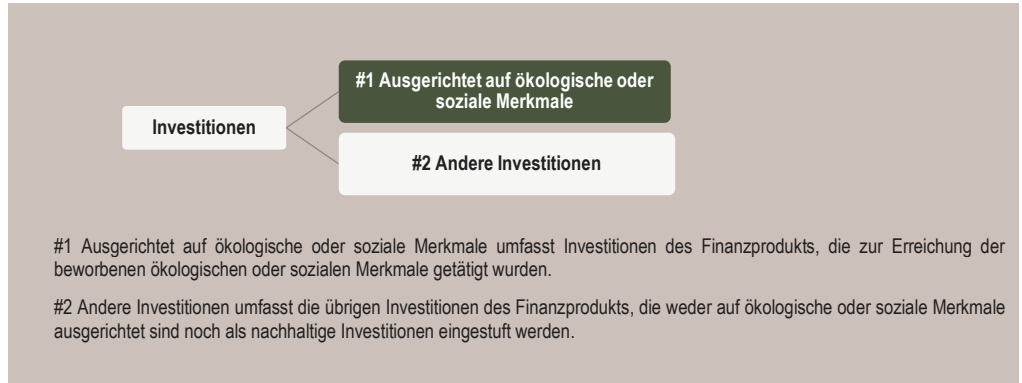 #1 Ausgerichtet auf ökologische oder
soziale Merkmale
Investitionen
#2 Andere Investitionen
#1 Ausgerichtet auf ökologische oder soziale Merkmale umfasst Investitionen des Finanzprodukts, die zur Erreichung der
beworbenen ökologischen oder sozialen Merkmale getätigt wurden.
#2 Andere Investitionen umfasst die übrigen Investitionen des Finanzprodukts, die weder auf ökologische oder soziale Merkmale
ausgerichtet sind noch als nachhaltige Investitionen eingestuft werden.